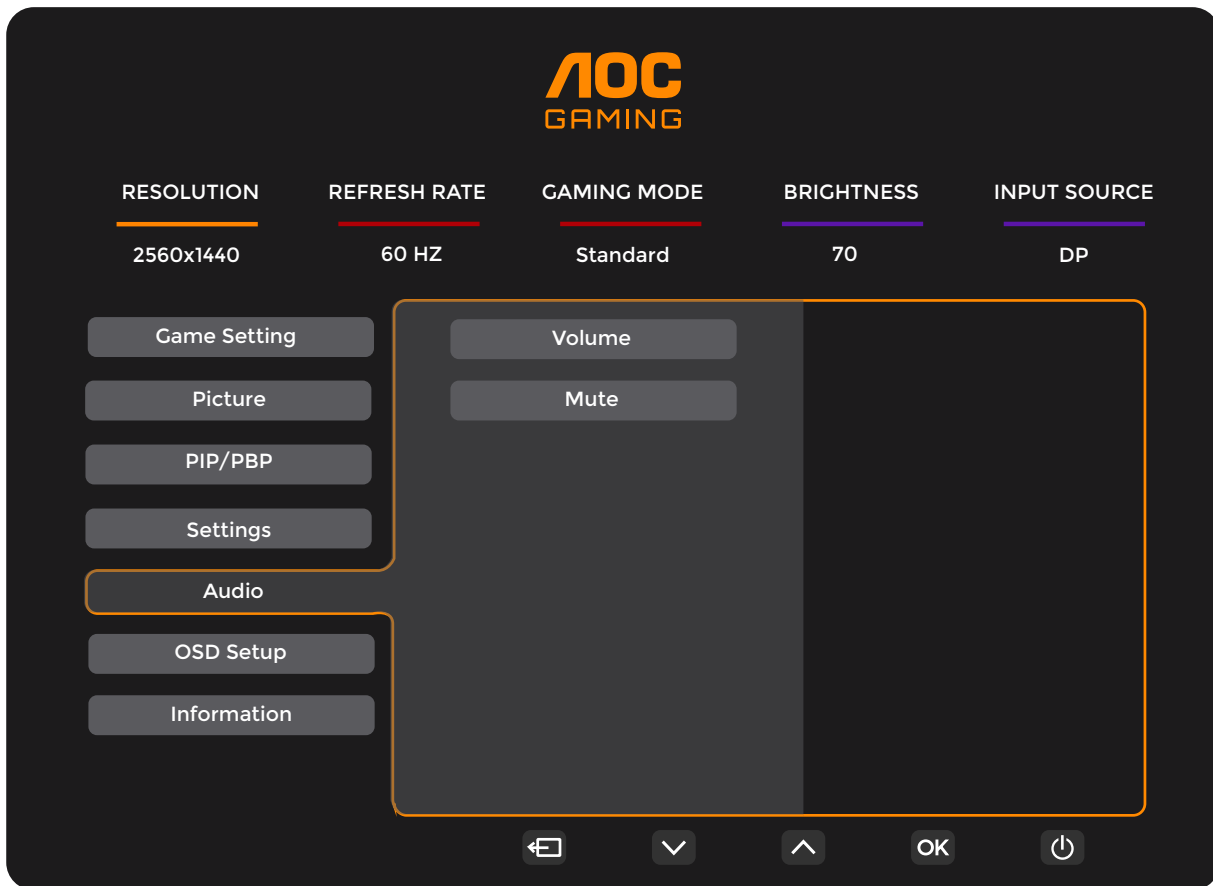 AOC
GAMING
RESOLUTION REFRESH RATE GAMING MODE BRIGHTNESS INPUT SOURCE
2560x1440 60 HZ Standard 70 DP
Game Setting Volume
Picture Mute
PIP/PBP
Settings
Audio
OSD Setup
Information
OK